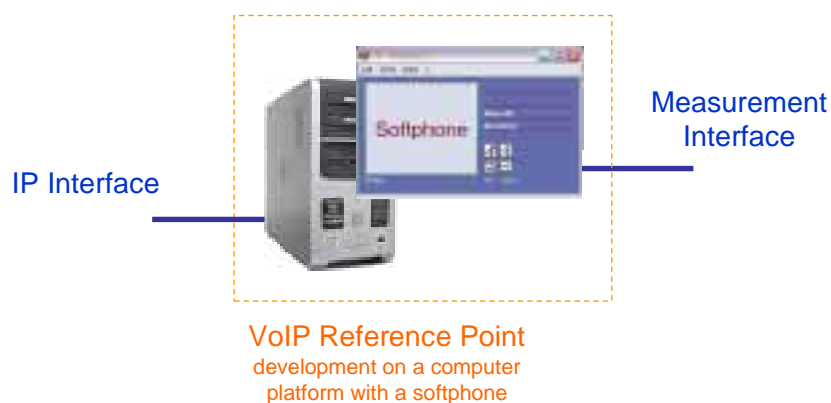 Softphone
Measurement
Interface
IP Interface
VoIP Reference Point
development on a computer
platform with a softphone